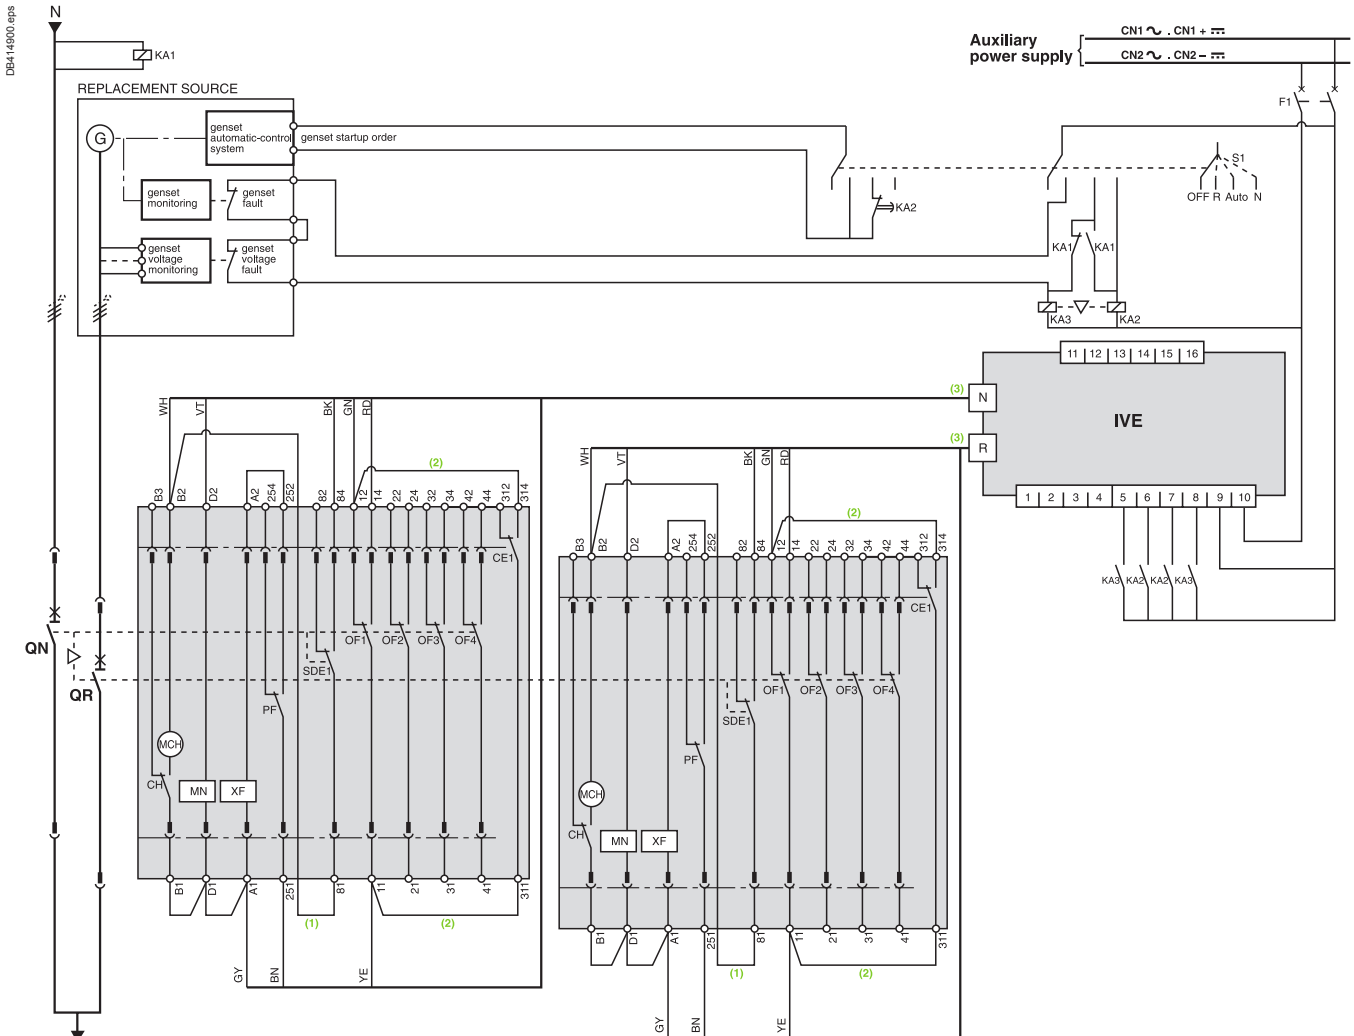 DB414900.eps
N
KA1
Auxiliary
power supply
CN1 . CN1 +
CN2 . CN2 –
F1
REPLACEMENT SOURCE
G
genset
automatic-control
system
genset startup order
genset
monitoring
genset
fault
genset
voltage
monitoring
genset
voltage
fault
KA2
S1
OFF R Auto N
KA1 KA1
KA3 KA2
11 12 13 14 15 16
(3) N
IVE
(3) R
1 2 3 4 5 6 7 8 9 10
KA3 KA2 KA2 KA3
WH VT BK GN RD
(2)
B3 B2 D2 A2 254 252 82 84 12 14 22 24 32 34 42 44 312 314
CE1
OF1 OF2 OF3 OF4
SDE1
PF
MCH
CH
MN XF
B1 D1 A1 251 81 11 21 31 41 311
(1) (2)
GY BN YE
WH VT BK GN RD
(2)
B3 B2 D2 A2 254 252 82 84 12 14 22 24 32 34 42 44 312 314
CE1
OF1 OF2 OF3 OF4
SDE1
PF
MCH
CH
MN XF
B1 D1 A1 251 81 11 21 31 41 311
(1) (2)
GY BN YE
QN
QR